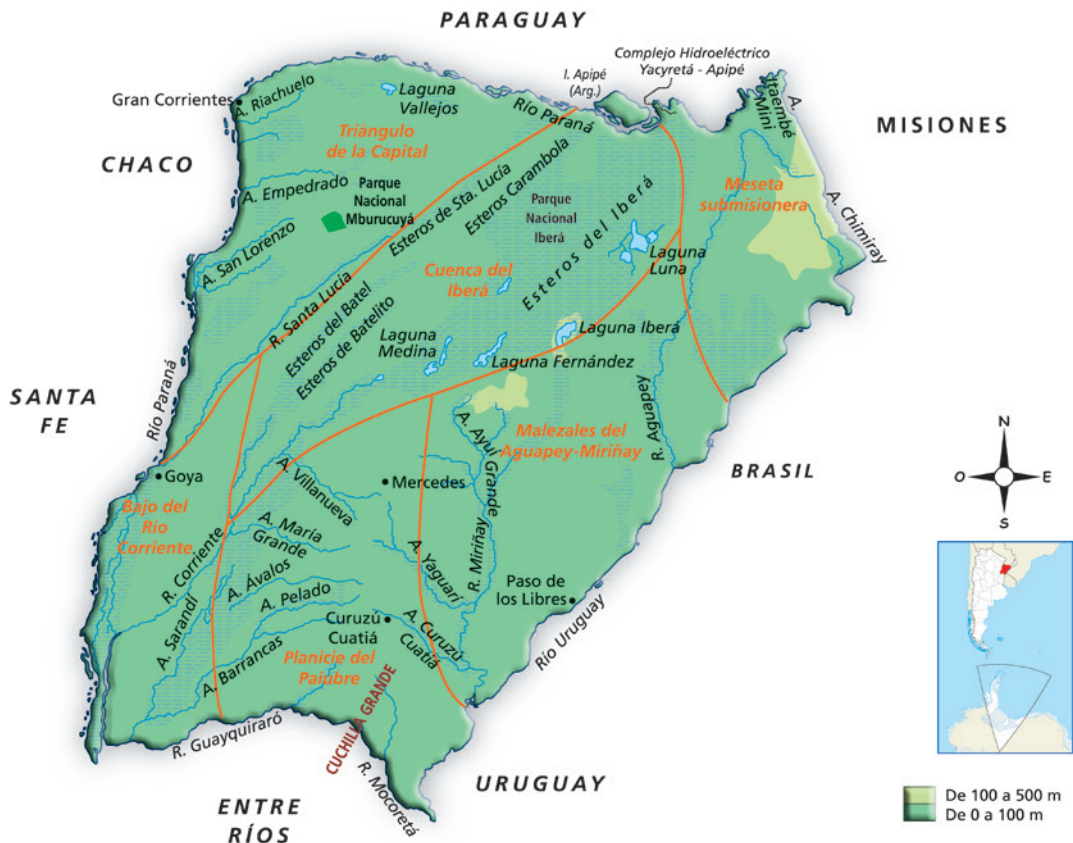 PARAGUAY
Complejo Hidroeléctrico
Yacyretá - Apipé
I. Apipé
(Arg.)
Gran Corrientes
A. Riachuelo
Laguna
Vallejos
Río Paraná
A. Itaembé
Mini
MISIONES
CHACO
Triángulo
de la Capital
A. Empedrado
Parque
Nacional
Mburucuyá
Esteros de Sta. Lucía
Esteros Carambola
Parque
Nacional
Iberá
Esteros del Iberá
Meseta
submisionera
A. Chimiray
A. San Lorenzo
Cuenca del
Iberá
Laguna
Luna
R. Santa Lucía
Esteros del Batel
Esteros de Batelito
Laguna
Medina
Laguna Iberá
Laguna Fernández
SANTA
FE
Río Paraná
R. Aguapey
Malezales del
Aguapey-Miriñay
A. Ayuí Grande
BRASIL
N
O
E
S
Goya
A. Villanueva
Mercedes
Bajo del
Río
Corriente
R. Corriente
A. María
Grande
R. Miriñay
A. Yaguarí
A. Ávalos
A. Pelado
Paso de
los Libres
A. Sarandí
Curuzú
Cuatiá
A. Curuzú
Cuatiá
Río Uruguay
A. Barrancas
Planicie del
Paiubre
CUCHILLA GRANDE
R. Guayquiraró
R. Mocoretá
URUGUAY
ENTRE
RÍOS
De 100 a 500 m
De 0 a 100 m